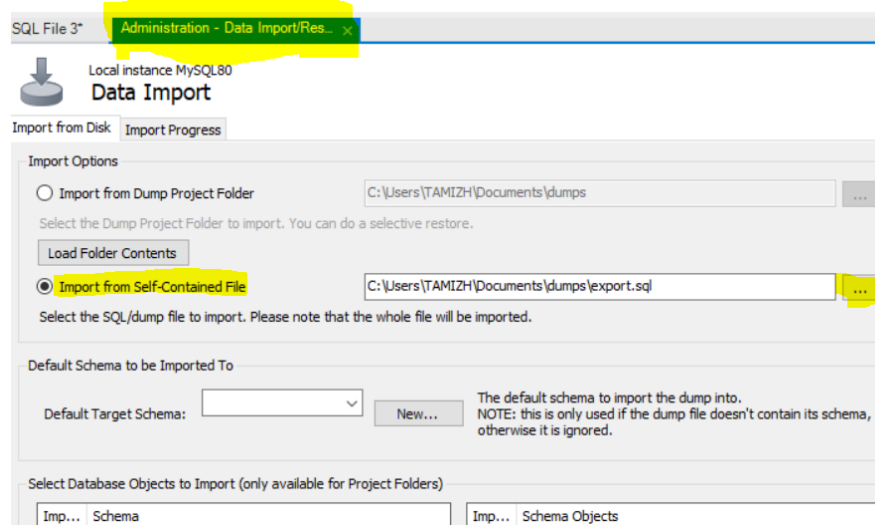 SQL File 3*
Administration - Data Import/Res... ×
Local instance MySQL80
Data Import
Import from Disk
Import Progress
Import Options
Import from Dump Project Folder
C:\Users\TAMIZH\Documents\dumps
...
Select the Dump Project Folder to import. You can do a selective restore.
Load Folder Contents
Import from Self-Contained File
C:\Users\TAMIZH\Documents\dumps\export.sql
...
Select the SQL/dump file to import. Please note that the whole file will be imported.
Default Schema to be Imported To
Default Target Schema:
New...
The default schema to import the dump into.
NOTE: this is only used if the dump file doesn't contain its schema,
otherwise it is ignored.
Select Database Objects to Import (only available for Project Folders)
Imp... Schema
Imp... Schema Objects